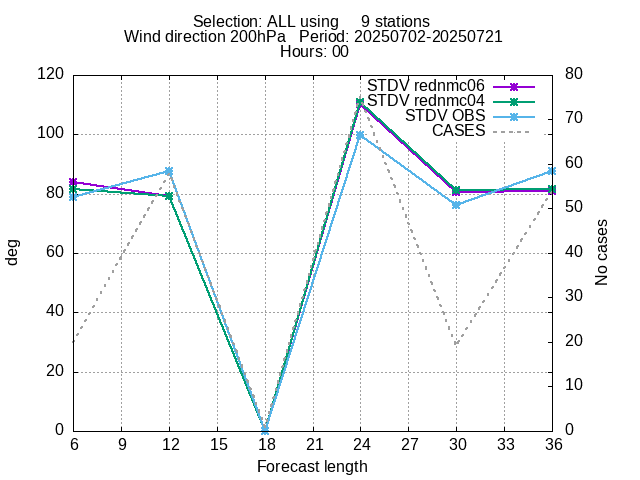 Selection: ALL using     9 stations
Wind direction 200hPa   Period: 20250702-20250721
Hours: 00
STDV rednmc06
STDV rednmc04
STDV OBS
CASES
120
100
80
60
40
20
0
deg
80
70
60
50
40
30
20
10
0
No cases
6 9 12 15 18 21 24 27 30 33 36
Forecast length